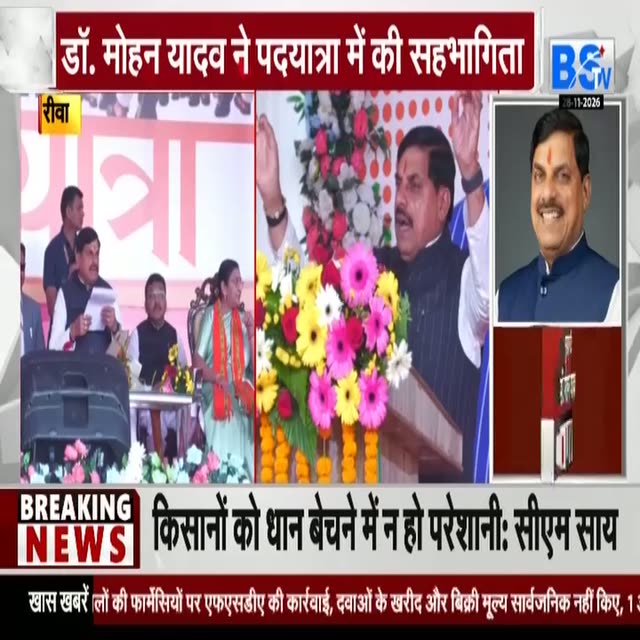 डॉ. मोहन यादव ने पदयात्रा में की सहभागिता
BS TV
28-11-2026
रीवा
यात्रा
BREAKING NEWS
किसानों को धान बेचने में न हो परेशानी: सीएम साय
खास खबरें
लों की फार्मेसियों पर एफएसडीए की कार्रवाई, दवाओं के खरीद और बिक्री मूल्य सार्वजनिक नहीं किए, 1